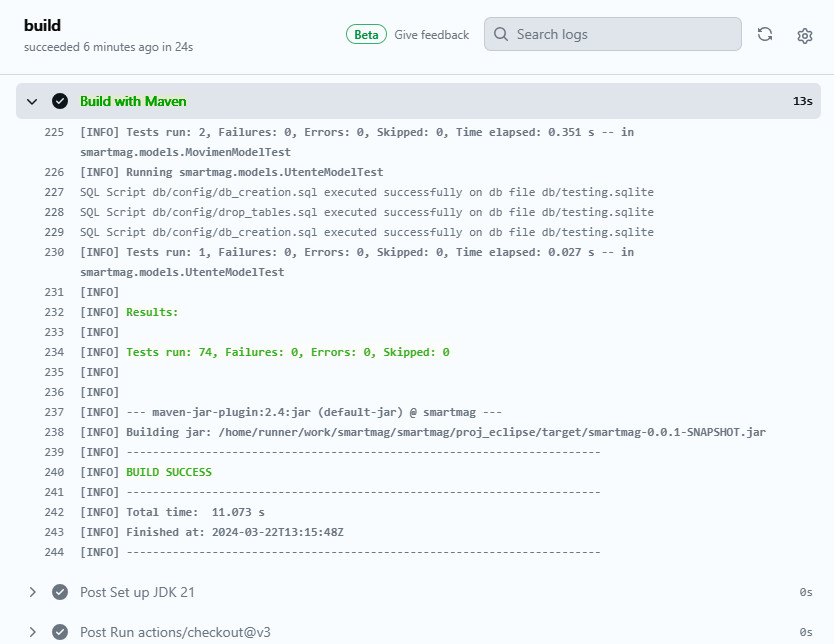 build
succeeded 6 minutes ago in 24s
Beta Give feedback
Search logs
Build with Maven 13s
225 [INFO] Tests run: 2, Failures: 0, Errors: 0, Skipped: 0, Time elapsed: 0.351 s -- in
smartmag.models.MovimenModelTest
226 [INFO] Running smartmag.models.UtenteModelTest
227 SQL Script db/config/db_creation.sql executed successfully on db file db/testing.sqlite
228 SQL Script db/config/drop_tables.sql executed successfully on db file db/testing.sqlite
229 SQL Script db/config/db_creation.sql executed successfully on db file db/testing.sqlite
230 [INFO] Tests run: 1, Failures: 0, Errors: 0, Skipped: 0, Time elapsed: 0.027 s -- in
smartmag.models.UtenteModelTest
231 [INFO]
232 [INFO] Results:
233 [INFO]
234 [INFO] Tests run: 74, Failures: 0, Errors: 0, Skipped: 0
235 [INFO]
236 [INFO]
237 [INFO] --- maven-jar-plugin:2.4:jar (default-jar) @ smartmag ---
238 [INFO] Building jar: /home/runner/work/smartmag/smartmag/proj_eclipse/target/smartmag-0.0.1-SNAPSHOT.jar
239 [INFO] ------------------------------------------------------------------------
240 [INFO] BUILD SUCCESS
241 [INFO] ------------------------------------------------------------------------
242 [INFO] Total time:  11.073 s
243 [INFO] Finished at: 2024-03-22T13:15:48Z
244 [INFO] ------------------------------------------------------------------------
Post Set up JDK 21 0s
Post Run actions/checkout@v3 0s